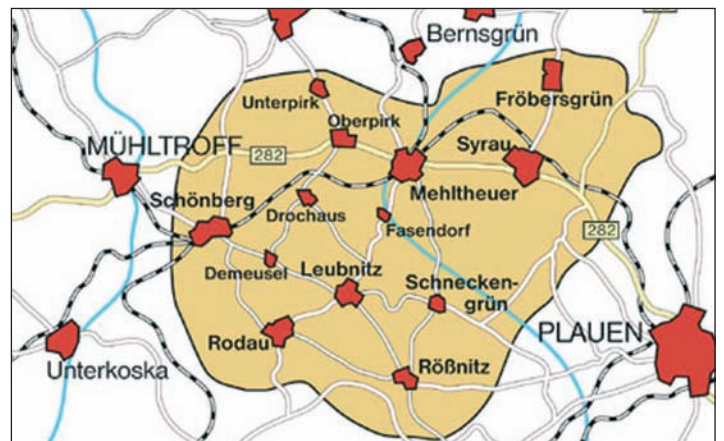 Bernsgrün
Unterpirk
Fröbersgrün
Oberpirk
MÜHLTROFF
282
Syrau
Mehltheuer
Schönberg
Drochaus
Fasendorf
282
Demeusel
Leubnitz
Schnecken-
grün
Rodau
PLAUEN
Unterkoska
Rößnitz